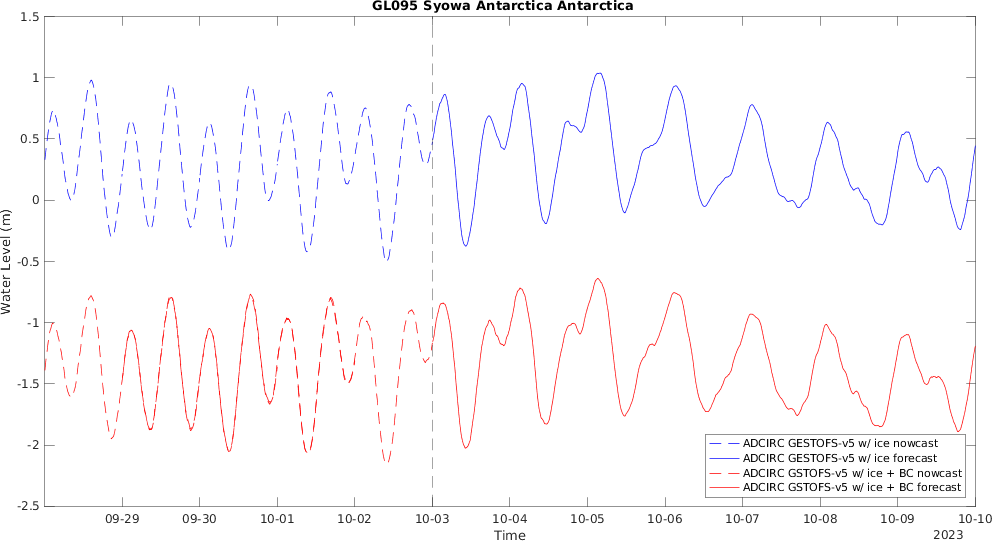 GL095 Syowa Antarctica Antarctica
1.5
1
0.5
0
-0.5
-1
-1.5
-2
-2.5
Water Level (m)
09-29 09-30 10-01 10-02 10-03 10-04 10-05 10-06 10-07 10-08 10-09 10-10
Time
2023
ADCIRC GESTOFS-v5 w/ ice nowcast
ADCIRC GESTOFS-v5 w/ ice forecast
ADCIRC GSTOFS-v5 w/ ice + BC nowcast
ADCIRC GSTOFS-v5 w/ ice + BC forecast